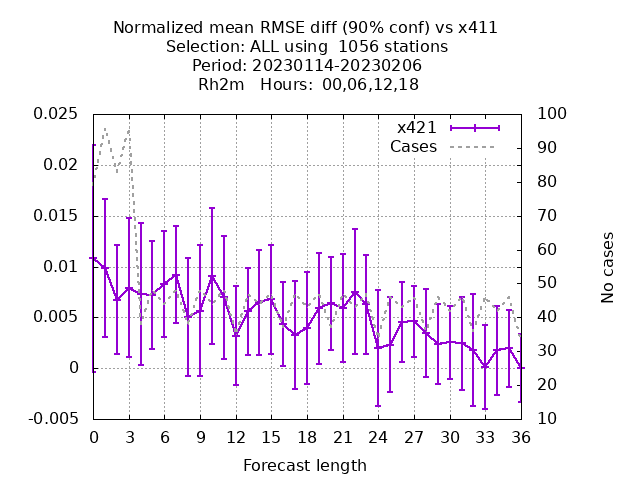 Normalized mean RMSE diff (90% conf) vs x411
Selection: ALL using  1056 stations
Period: 20230114-20230206
Rh2m   Hours:  00,06,12,18
0.025
0.02
0.015
0.01
0.005
0
-0.005
100
90
80
70
60
50
40
30
20
10
x421
Cases
No cases
0 3 6 9 12 15 18 21 24 27 30 33 36
Forecast length